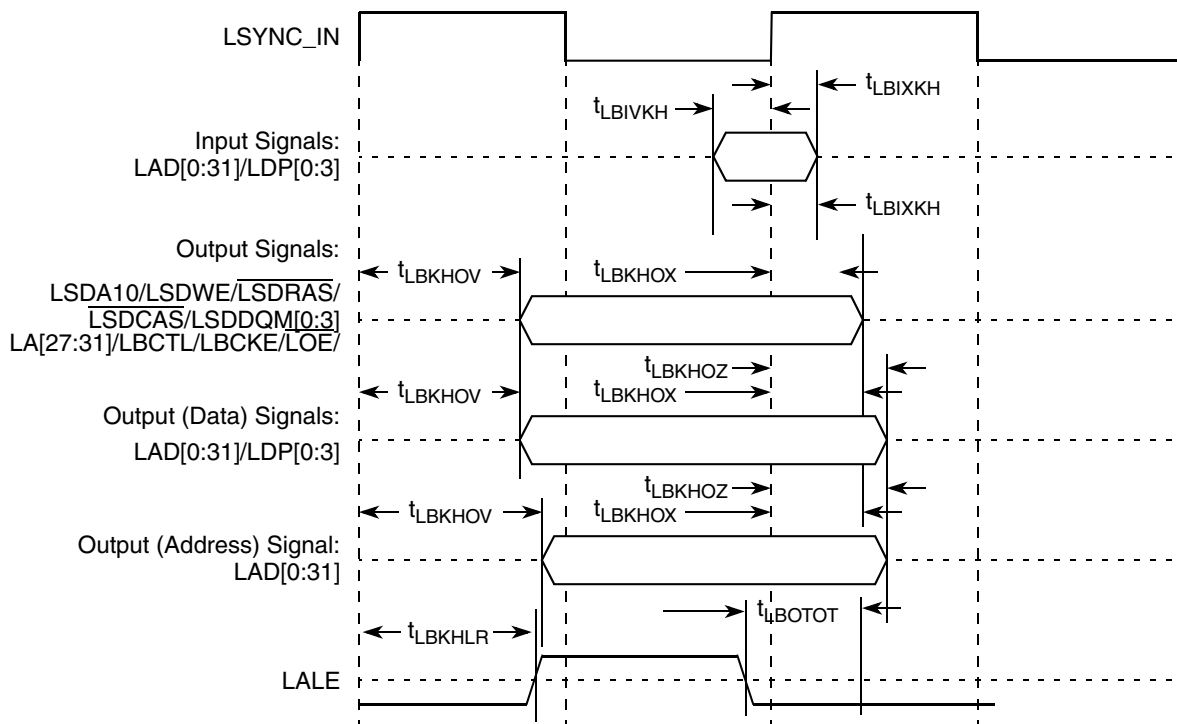 LSYNC_IN
tLBIXKH
tLBIVKH
Input Signals:
LAD[0:31]/LDP[0:3]
tLBIXKH
Output Signals:
tLBKHOV
tLBKHOX
LSDA10/LSDWE/LSDRAS/
LSDCAS/LSDDQM[0:3]
LA[27:31]/LBCTL/LBCKE/LOE/
tLBKHOZ
tLBKHOV
tLBKHOX
Output (Data) Signals:
LAD[0:31]/LDP[0:3]
tLBKHOZ
tLBKHOV
tLBKHOX
Output (Address) Signal:
LAD[0:31]
tLBOTOT
tLBKHLR
LALE